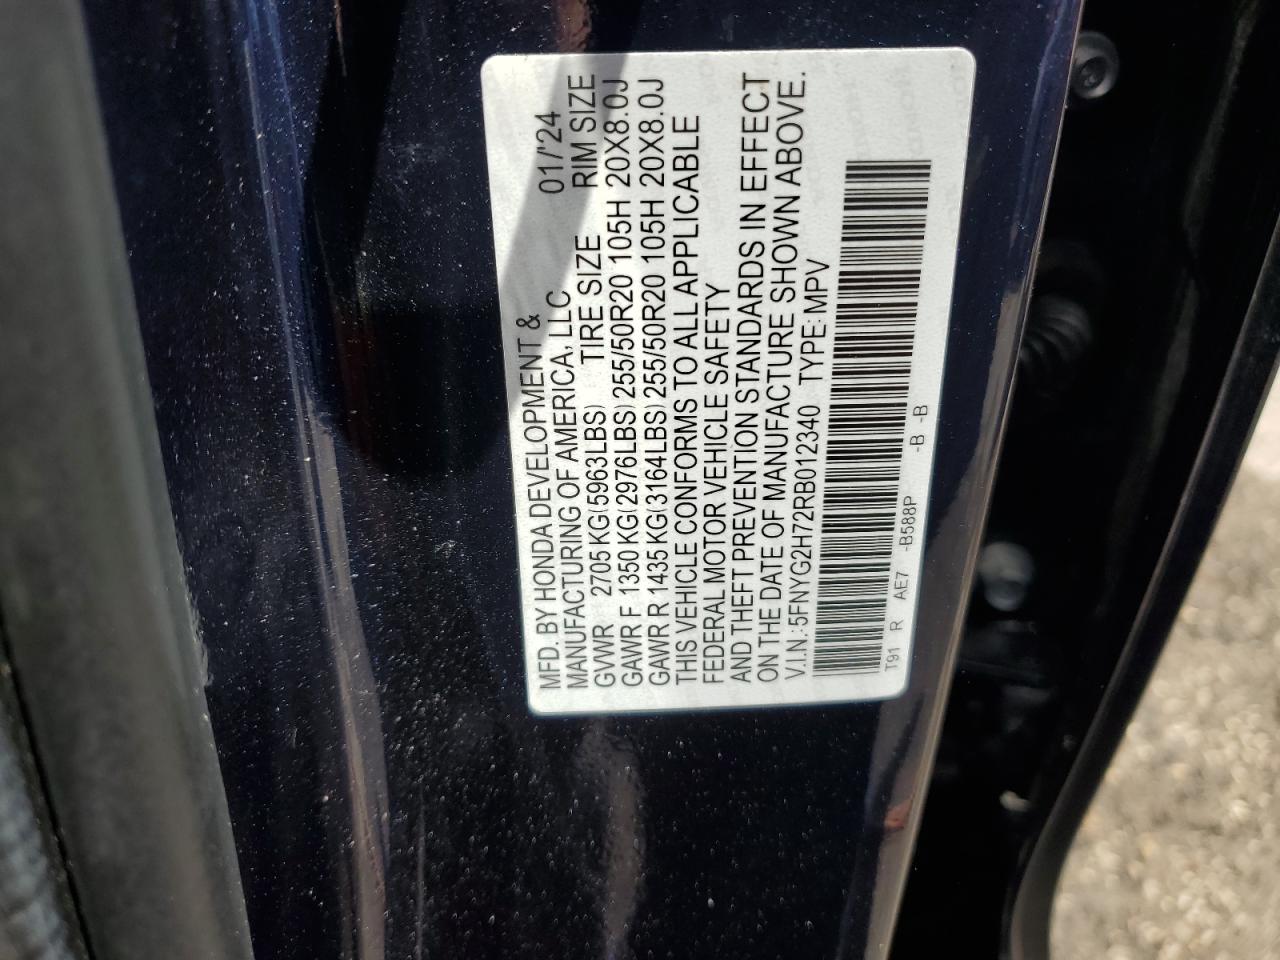 MFD. BY HONDA DEVELOPMENT &
MANUFACTURING OF AMERICA, LLC 01/'24
GVWR 2705 KG(5963LBS) TIRE SIZE RIM SIZE
GAWR F 1350 KG(2976LBS) 255/50R20 105H 20X8.0J
GAWR R 1435 KG(3164LBS) 255/50R20 105H 20X8.0J
THIS VEHICLE CONFORMS TO ALL APPLICABLE
FEDERAL MOTOR VEHICLE SAFETY
AND THEFT PREVENTION STANDARDS IN EFFECT
ON THE DATE OF MANUFACTURE SHOWN ABOVE.
V.I.N.: 5FNYG2H72RB012340 TYPE: MPV
T91 R AE7 -B588P -B -B